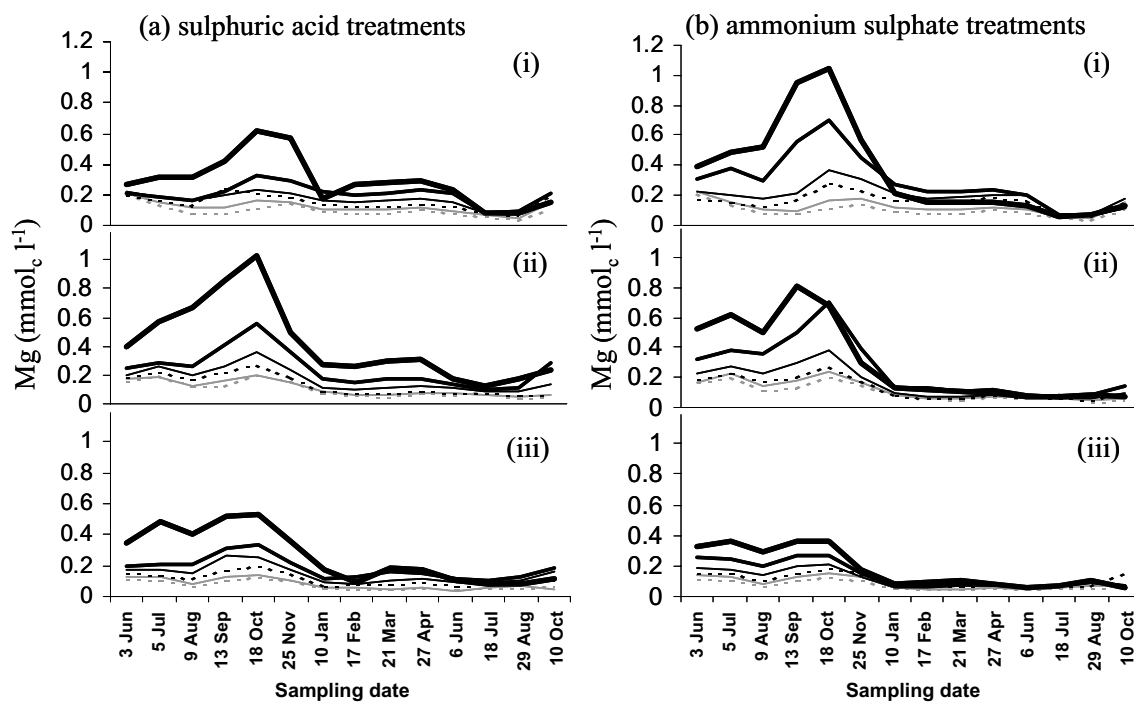 (a) sulphuric acid treatments
(b) ammonium sulphate treatments
1.2
1
0.8
0.6
0.4
0.2
0
(i)
1.2
1
0.8
0.6
0.4
0.2
0
(i)
Mg (mmolc l-1)
1
0.8
0.6
0.4
0.2
0
(ii)
Mg (mmolc l-1)
1
0.8
0.6
0.4
0.2
0
(ii)
1
0.8
0.6
0.4
0.2
0
(iii)
1
0.8
0.6
0.4
0.2
0
(iii)
3 Jun
5 Jul
9 Aug
13 Sep
18 Oct
25 Nov
10 Jan
17 Feb
21 Mar
27 Apr
6 Jun
18 Jul
29 Aug
10 Oct
Sampling date
3 Jun
5 Jul
9 Aug
13 Sep
18 Oct
25 Nov
10 Jan
17 Feb
21 Mar
27 Apr
6 Jun
18 Jul
29 Aug
10 Oct
Sampling date